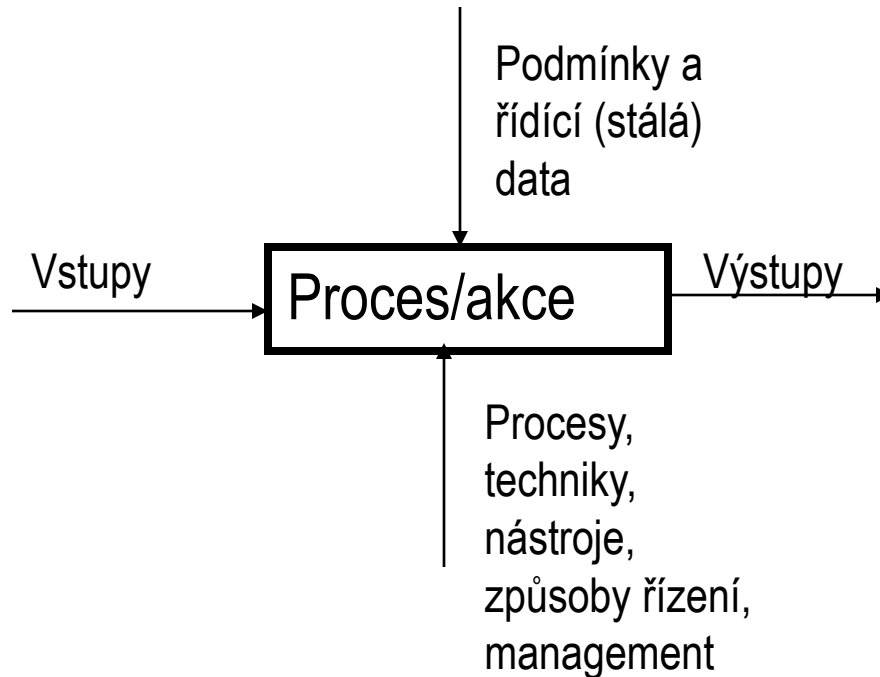 Podmínky a
řídící (stálá)
data
Vstupy
Proces/akce
Výstupy
Procesy,
techniky,
nástroje,
způsoby řízení,
management